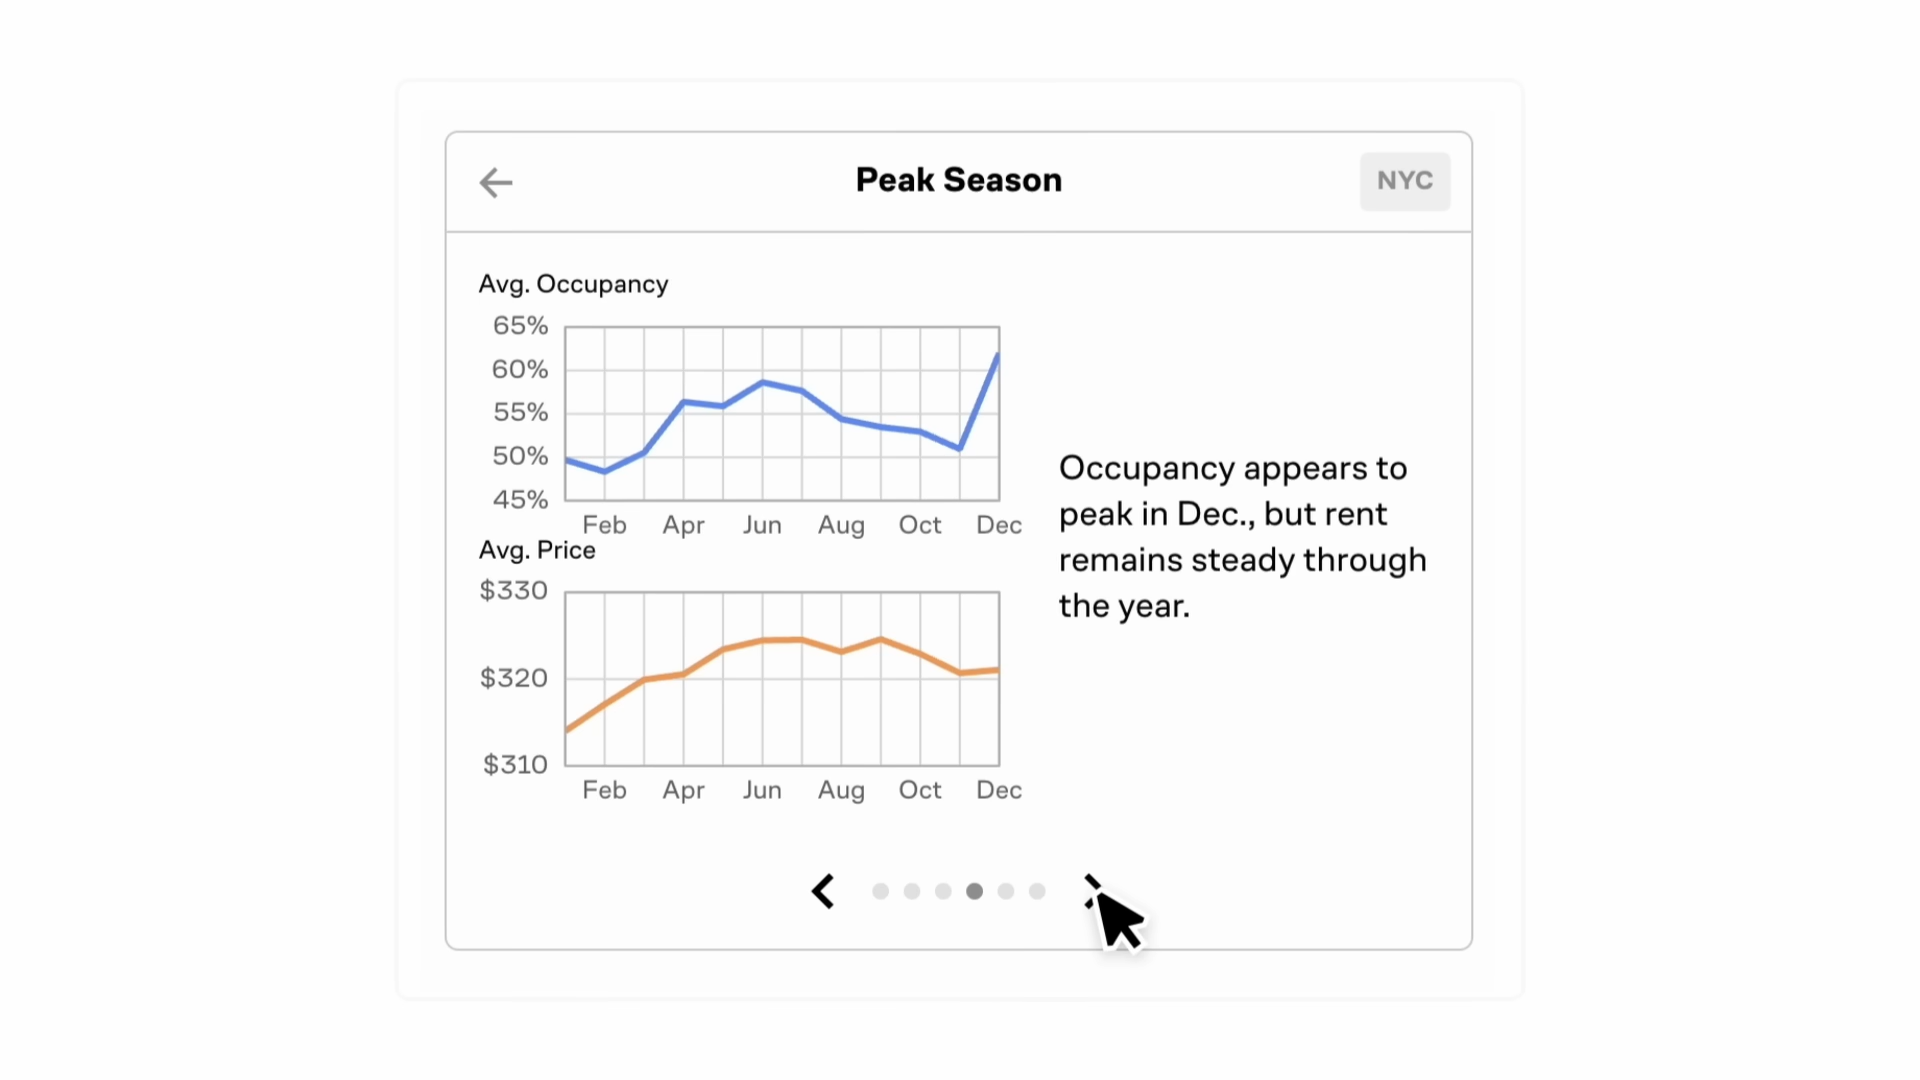 Peak Season
NYC
Avg. Occupancy
65%
60%
55%
50%
45%
Feb Apr Jun Aug Oct Dec
Avg. Price
$330
$320
$310
Feb Apr Jun Aug Oct Dec
Occupancy appears to
peak in Dec., but rent
remains steady through
the year.